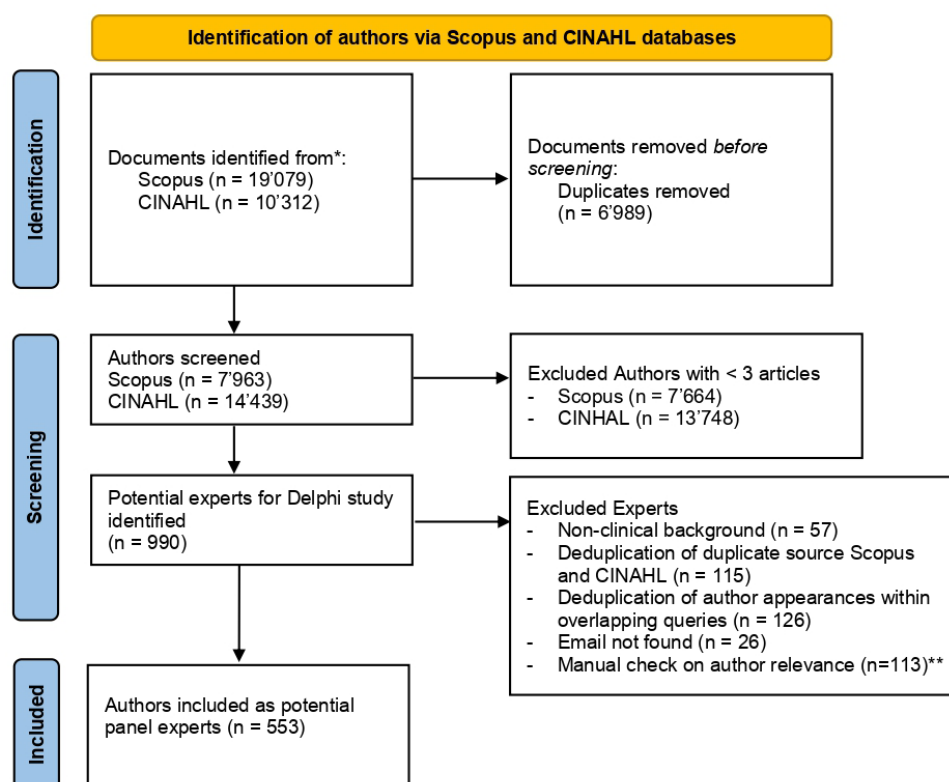 Identification of authors via Scopus and CINAHL databases
Identification
Documents identified from*:
Scopus (n = 19’079)
CINAHL (n = 10’312)
Documents removed before
screening:
Duplicates removed
(n = 6’989)
Screening
Authors screened
Scopus (n = 7’963)
CINAHL (n = 14’439)
Excluded Authors with < 3 articles
- Scopus (n = 7’664)
- CINHAL (n = 13’748)
Potential experts for Delphi study
identified
(n = 990)
Excluded Experts
- Non-clinical background (n = 57)
- Deduplication of duplicate source Scopus
and CINAHL (n = 115)
- Deduplication of author appearances within
overlapping queries (n = 126)
- Email not found (n = 26)
- Manual check on author relevance (n=113)**
Included
Authors included as potential
panel experts (n = 553)